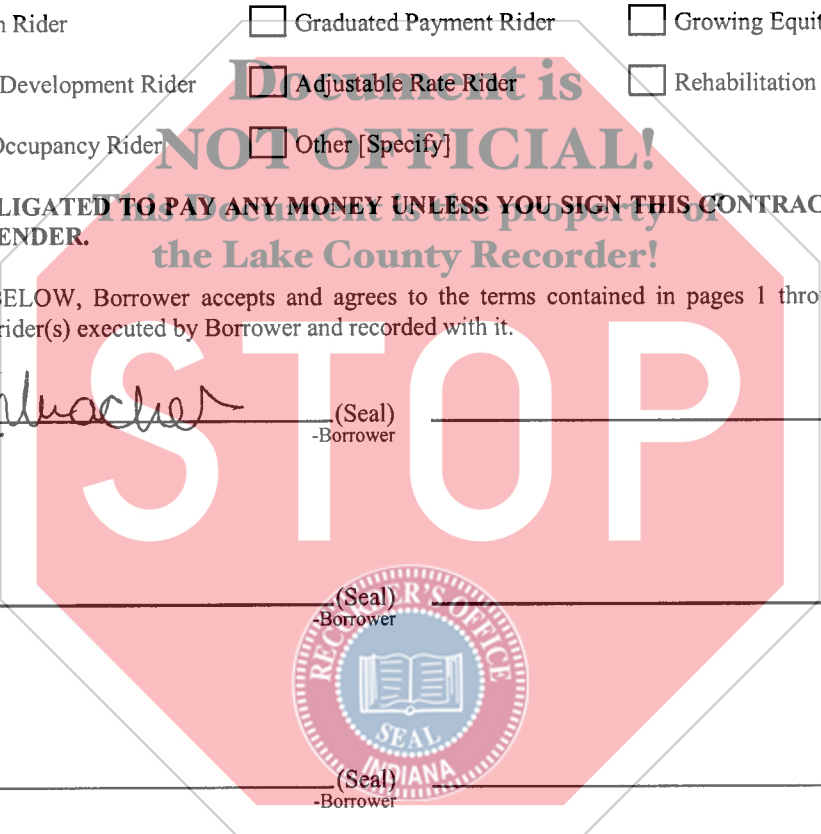 n Rider Graduated Payment Rider Growing Equit
Development Rider Adjustable Rate Rider Rehabilitation
Document is
Occupancy Rider Other [Specify]
NOT OFFICIAL!
LIGATED TO PAY ANY MONEY UNLESS YOU SIGN THIS CONTRAC
This Document is the property of
ENDER.
the Lake County Recorder!
BELOW, Borrower accepts and agrees to the terms contained in pages 1 thro
rider(s) executed by Borrower and recorded with it.
STOP
(Seal)
-Borrower
(Seal)
-Borrower
RECORDER'S OFFICE
SEAL
INDIANA
(Seal)
-Borrower